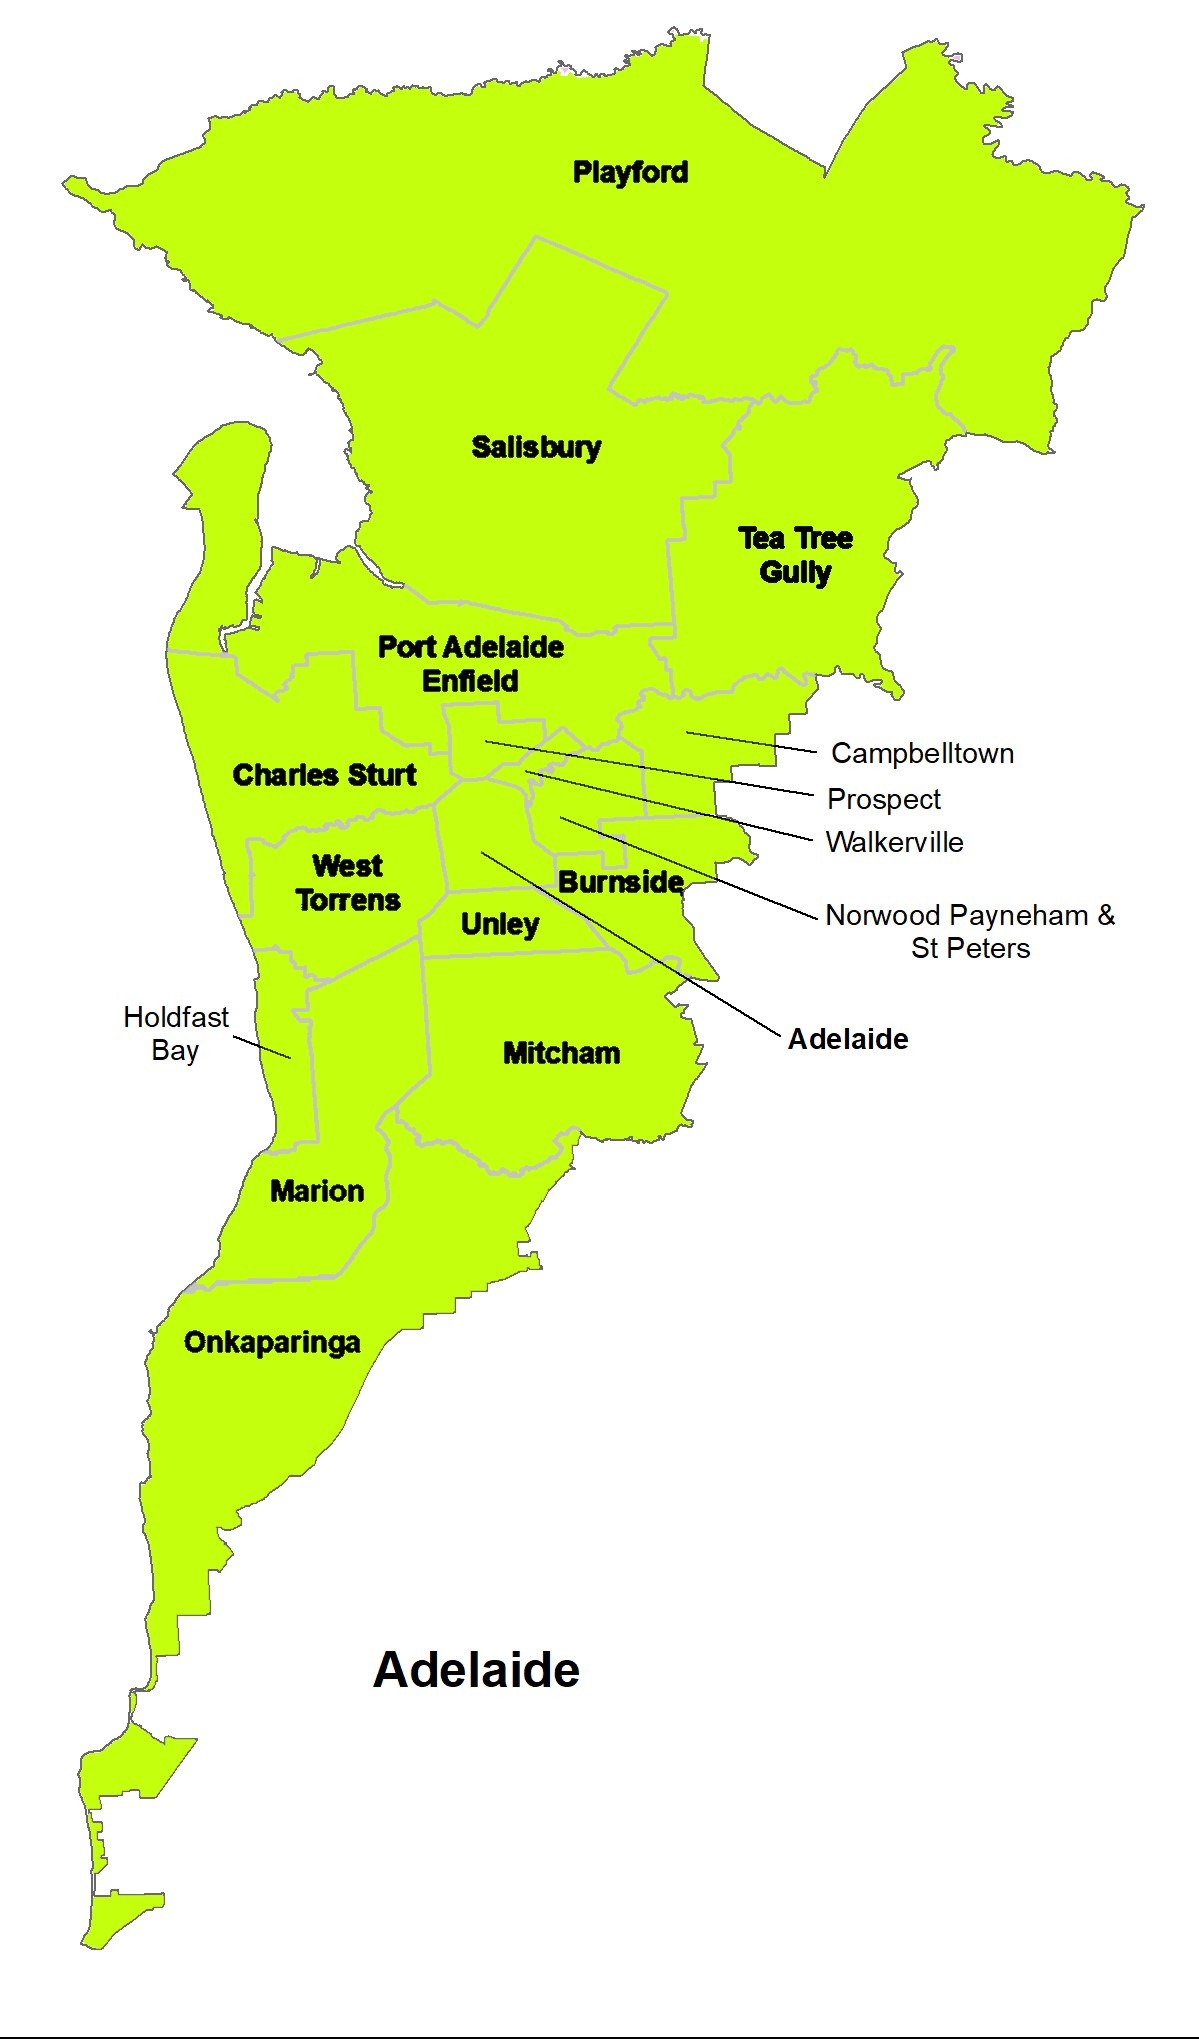 Playford
Salisbury
Tea Tree
Gully
Port Adelaide
Enfield
Campbelltown
Charles Sturt
Prospect
Walkerville
West
Torrens
Burnside
Norwood Payneham &
St Peters
Unley
Holdfast
Bay
Adelaide
Mitcham
Marion
Onkaparinga
Adelaide